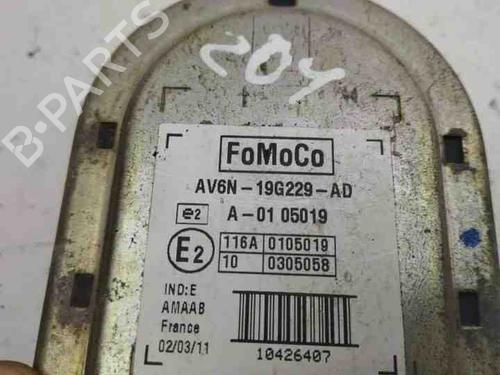 204
FoMoCo
AV6N-19G229-AD
e2 A-01 05019
E2
116A 0105019
10 0305058
IND:E
AMAAB
France
02/03/11
10426407
B-PARTS